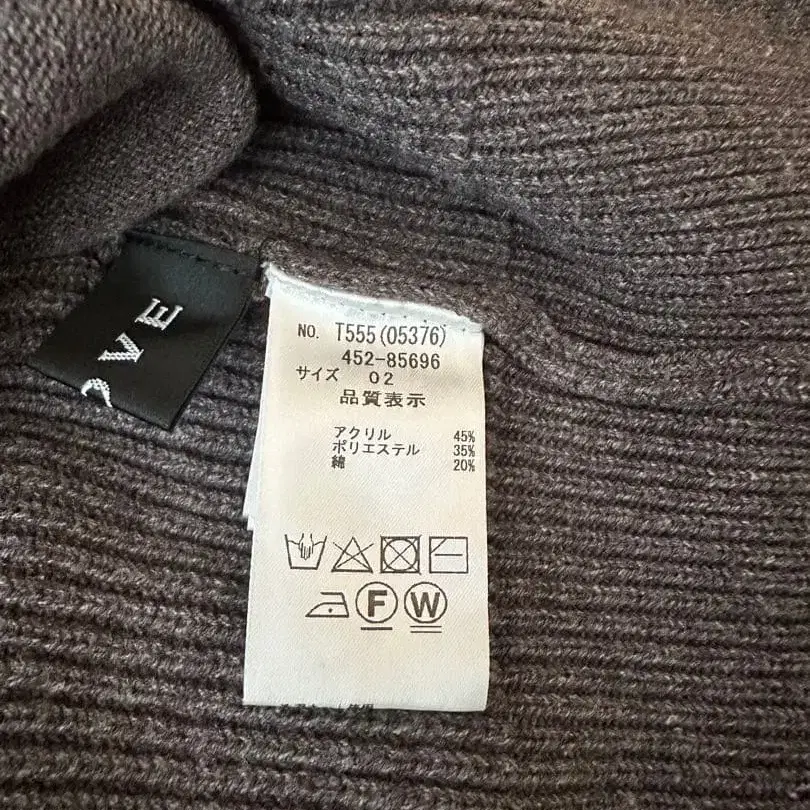 OVE
NO. T555(05376)
452-85696
サイズ 02
品質表示
アクリル 45%
ポリエステル 35%
綿 20%
F W